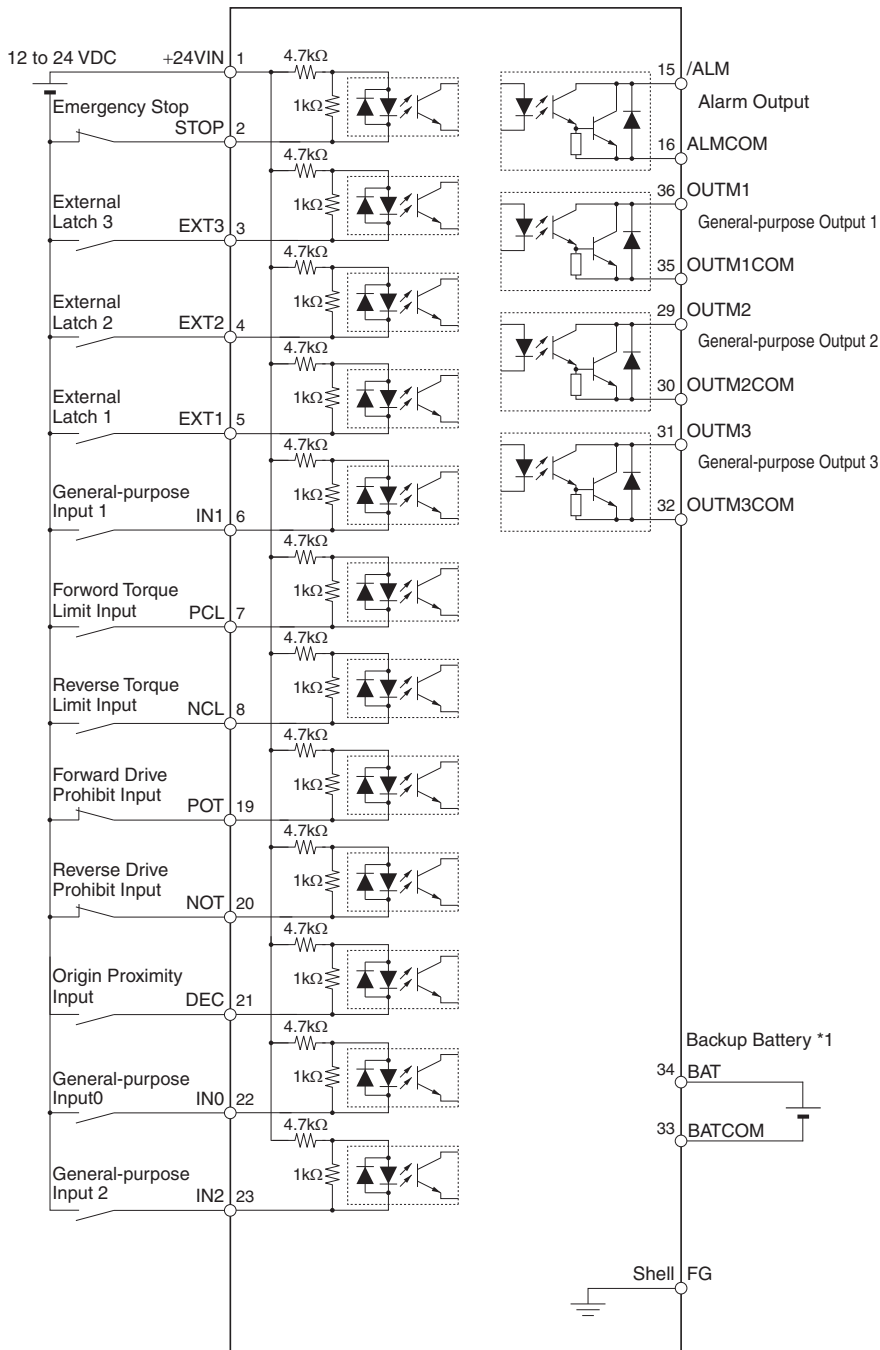 12 to 24 VDC
+24VIN 1
4.7kΩ
1kΩ
Emergency Stop
STOP 2
4.7kΩ
1kΩ
External
Latch 3
EXT3 3
4.7kΩ
1kΩ
External
Latch 2
EXT2 4
4.7kΩ
1kΩ
External
Latch 1
EXT1 5
4.7kΩ
1kΩ
General-purpose
Input 1
IN1 6
4.7kΩ
1kΩ
Forword Torque
Limit Input
PCL 7
4.7kΩ
1kΩ
Reverse Torque
Limit Input
NCL 8
4.7kΩ
1kΩ
Forward Drive
Prohibit Input
POT 19
4.7kΩ
1kΩ
Reverse Drive
Prohibit Input
NOT 20
4.7kΩ
1kΩ
Origin Proximity
Input
DEC 21
4.7kΩ
1kΩ
General-purpose
Input0
IN0 22
4.7kΩ
1kΩ
General-purpose
Input 2
IN2 23
15 /ALM
Alarm Output
16 ALMCOM
36 OUTM1
General-purpose Output 1
35 OUTM1COM
29 OUTM2
General-purpose Output 2
30 OUTM2COM
31 OUTM3
General-purpose Output 3
32 OUTM3COM
Backup Battery *1
34 BAT
33 BATCOM
Shell FG